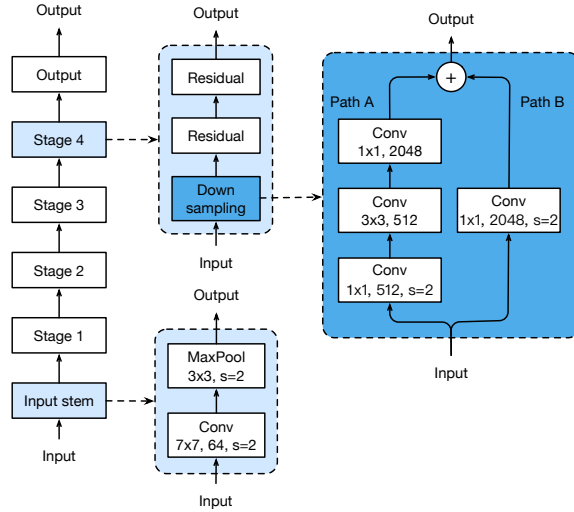 Output
Output
Stage 4
Stage 3
Stage 2
Stage 1
Input stem
Input
Output
Residual
Residual
Down
sampling
Input
Output
MaxPool
3x3, s=2
Conv
7x7, 64, s=2
Input
Output
+
Path A
Path B
Conv
1x1, 2048
Conv
3x3, 512
Conv
1x1, 2048, s=2
Conv
1x1, 512, s=2
Input